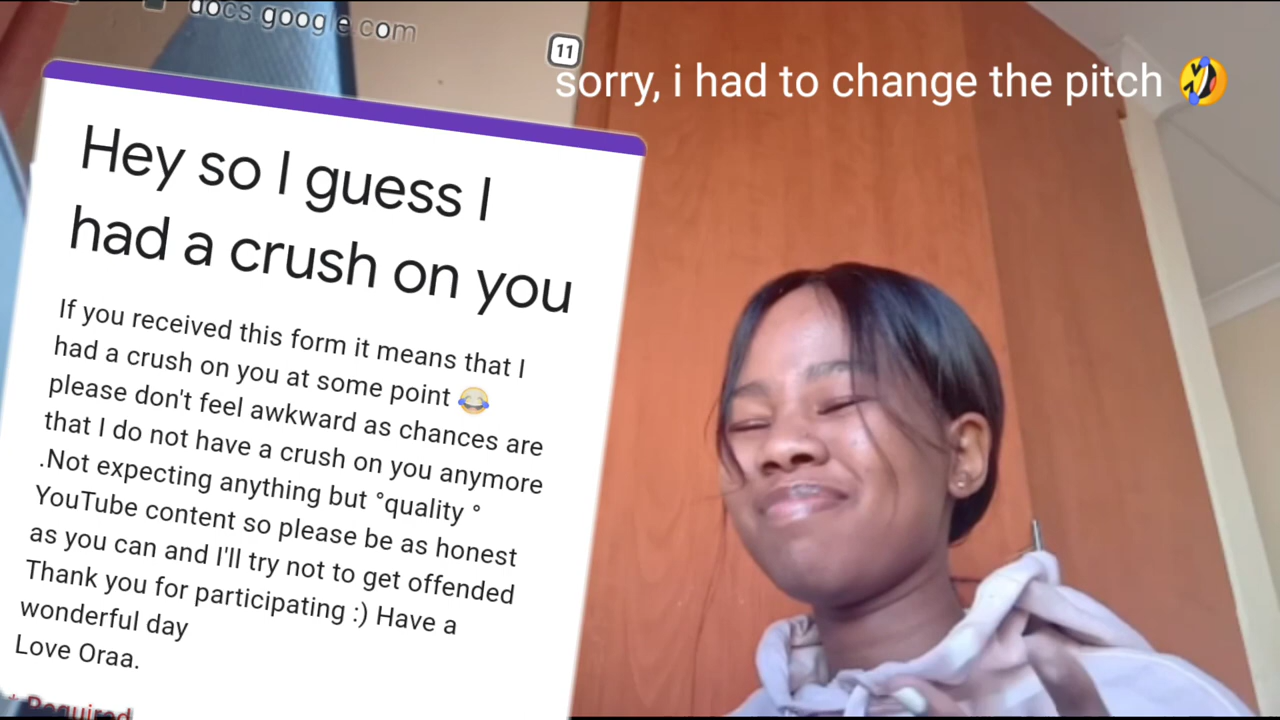 docs.google.com
11
sorry, i had to change the pitch 🤣
Hey so I guess I
had a crush on you
If you received this form it means that I
had a crush on you at some point 😂
please don't feel awkward as chances are
that I do not have a crush on you anymore
.Not expecting anything but °quality °
YouTube content so please be as honest
as you can and I'll try not to get offended
Thank you for participating :) Have a
wonderful day
Love Oraa.
* Required